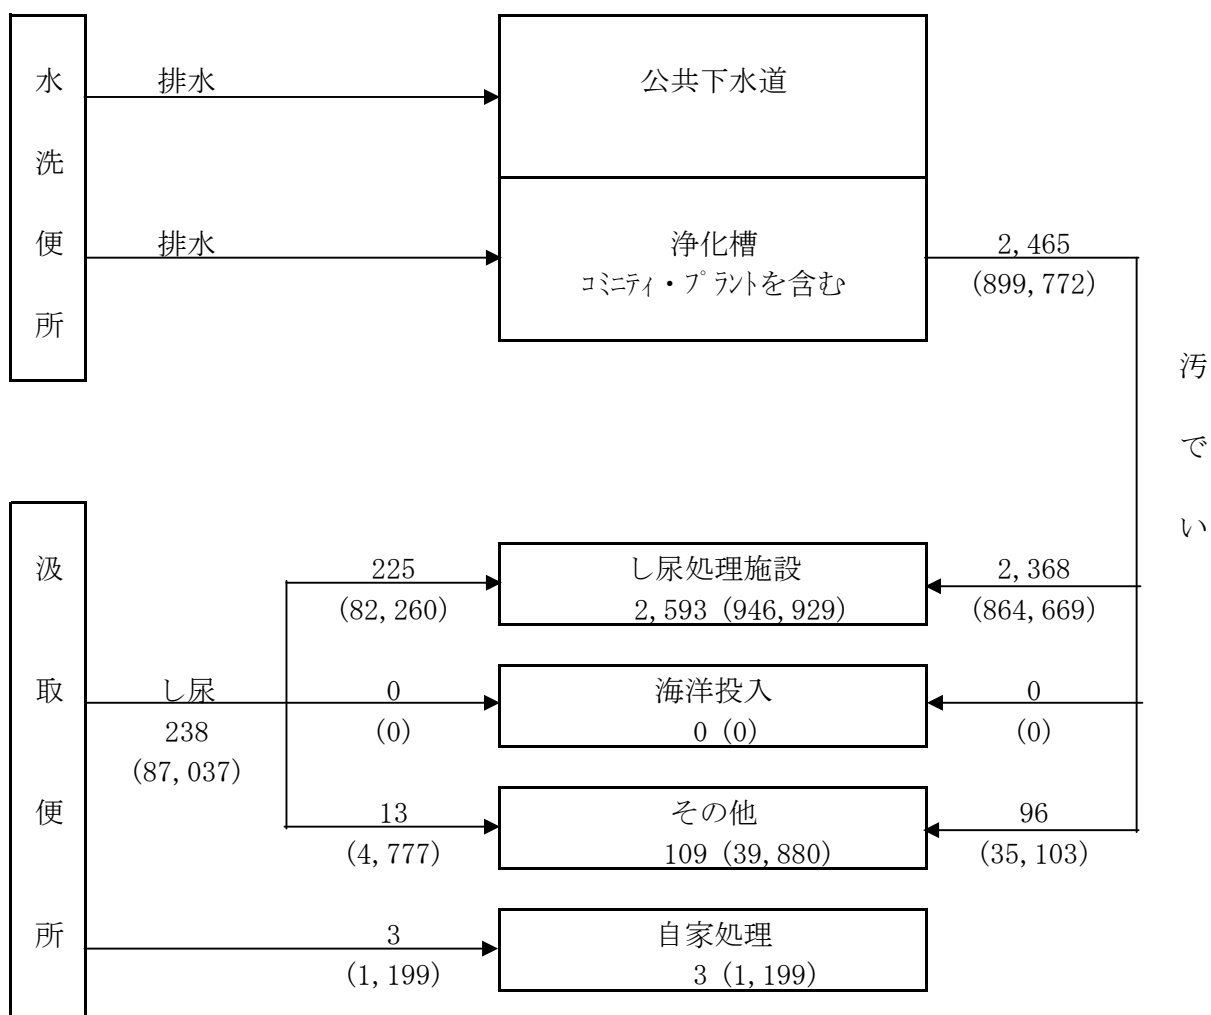 水洗便所
排水
公共下水道
排水
浄化槽
コミニティ・プラントを含む
2,465
(899,772)
汚でい
汲取便所
し尿
238
(87,037)
225
(82,260)
し尿処理施設
2,593 (946,929)
2,368
(864,669)
0
(0)
海洋投入
0 (0)
0
(0)
13
(4,777)
その他
109 (39,880)
96
(35,103)
3
(1,199)
自家処理
3 (1,199)